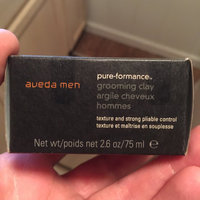 aveda men
pure-formance™
grooming clay
argile cheveux
hommes
texture and strong pliable control
texture et maîtrise en souplesse
Net wt/poids net 2.6 oz/75 ml ℮